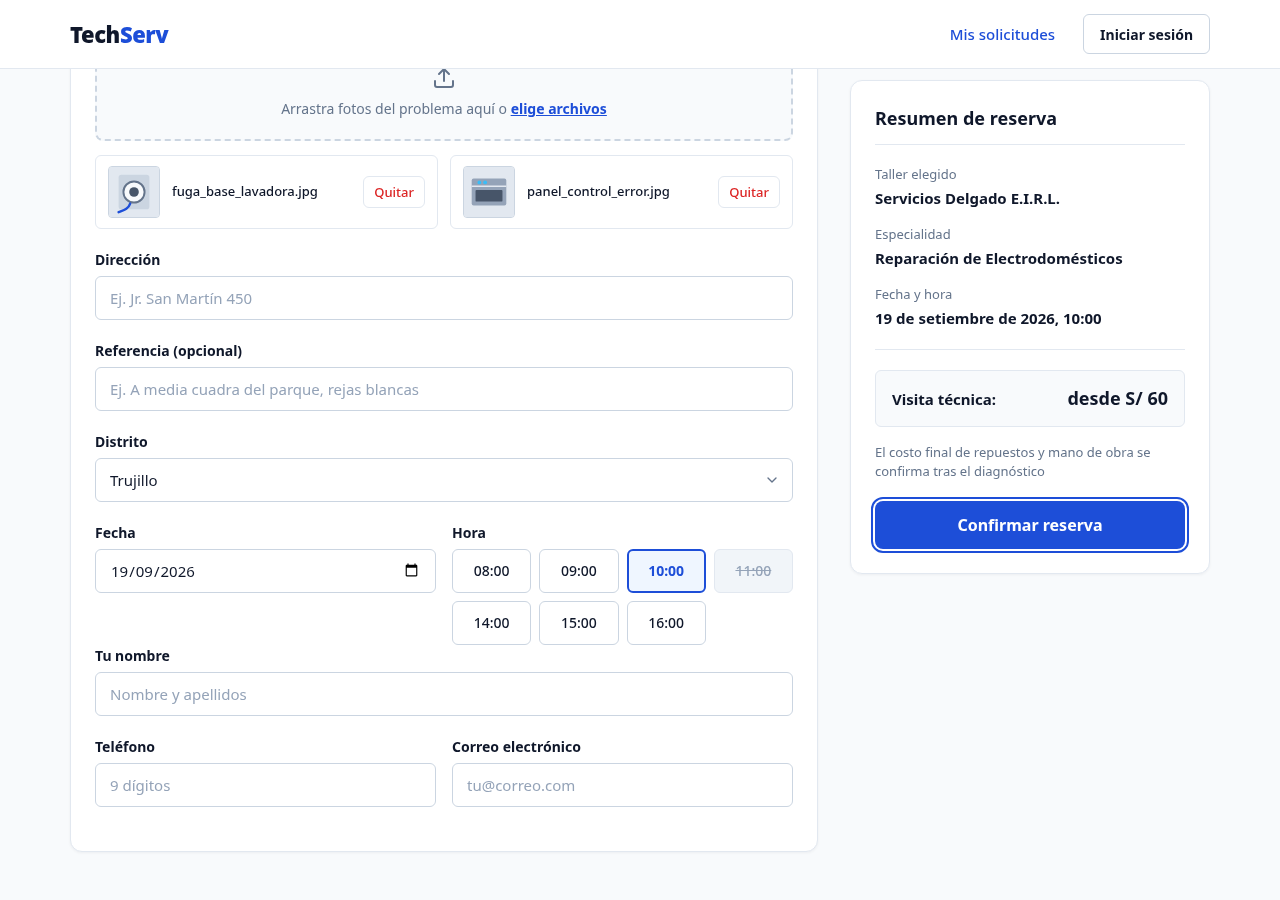 TechServ
Mis solicitudes
Iniciar sesión
Arrastra fotos del problema aquí o elige archivos
fuga_base_lavadora.jpg
Quitar
panel_control_error.jpg
Quitar
Dirección
Ej. Jr. San Martín 450
Referencia (opcional)
Ej. A media cuadra del parque, rejas blancas
Distrito
Trujillo
Fecha
19/09/2026
Hora
08:00
09:00
10:00
11:00
14:00
15:00
16:00
Tu nombre
Nombre y apellidos
Teléfono
9 dígitos
Correo electrónico
tu@correo.com
Resumen de reserva
Taller elegido
Servicios Delgado E.I.R.L.
Especialidad
Reparación de Electrodomésticos
Fecha y hora
19 de setiembre de 2026, 10:00
Visita técnica:
desde S/ 60
El costo final de repuestos y mano de obra se
confirma tras el diagnóstico
Confirmar reserva